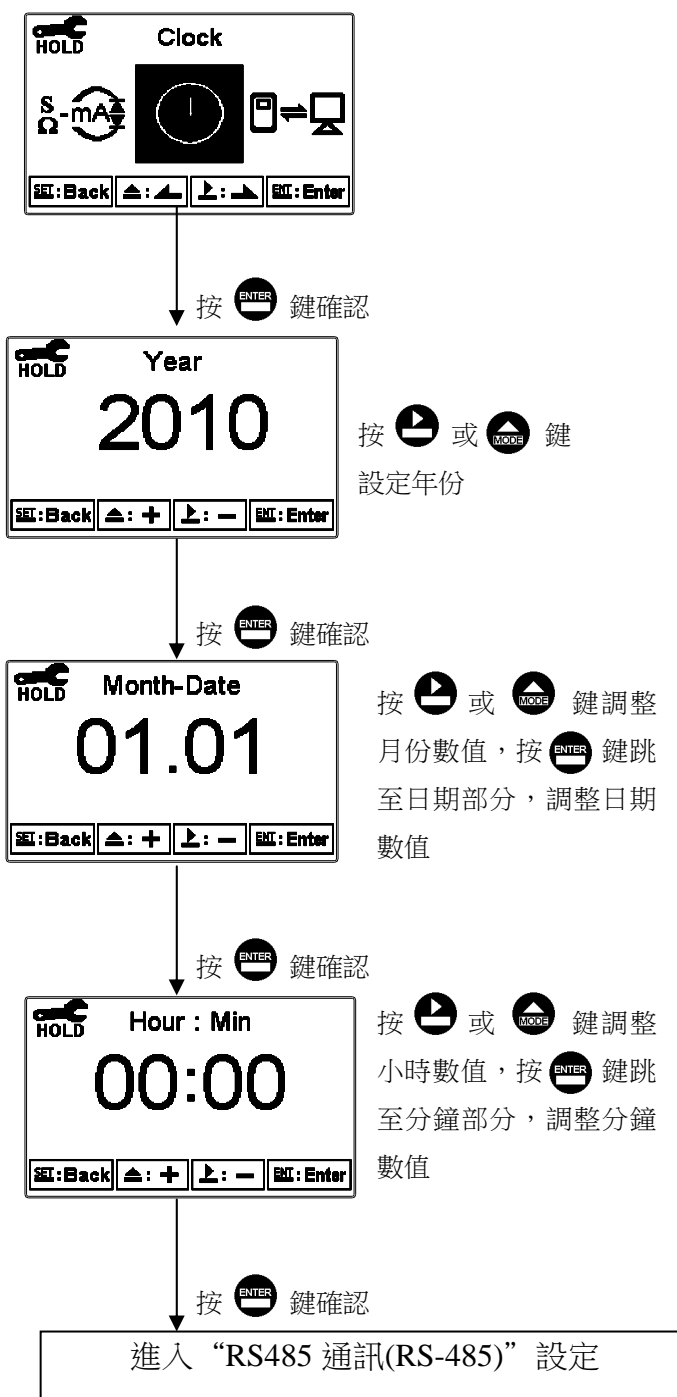 HOLD
Clock
S
Ω
-mA
SET:Back
▲:
:
ENT:Enter
按 ENTER 鍵確認
HOLD
Year
2010
SET:Back ▲: + : − ENT:Enter
按 或 MODE 鍵
設定年份
按 ENTER 鍵確認
HOLD
Month-Date
01.01
SET:Back ▲: + : − ENT:Enter
按 或 MODE 鍵調整
月份數值，按 ENTER 鍵跳
至日期部分，調整日期
數值
按 ENTER 鍵確認
HOLD
Hour : Min
00:00
SET:Back ▲: + : − ENT:Enter
按 或 MODE 鍵調整
小時數值，按 ENTER 鍵跳
至分鐘部分，調整分鐘
數值
按 ENTER 鍵確認
進入“RS485 通訊(RS-485)”設定